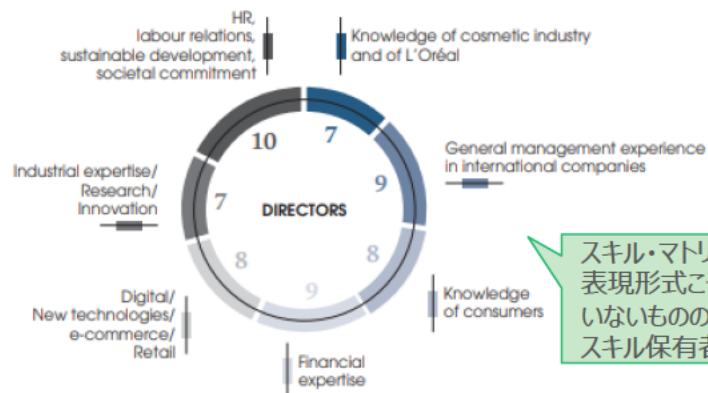 HR,
labour relations,
sustainable development,
societal commitment
Knowledge of cosmetic industry
and of L'Oréal
10
7
General management experience
in international companies
9
Industrial expertise/
Research/
Innovation
7
DIRECTORS
8
8
9
Knowledge
of consumers
Digital/
New technologies/
e-commerce/
Retail
Financial
expertise
スキル・マトリ
表現形式こ
いないものの
スキル保有者